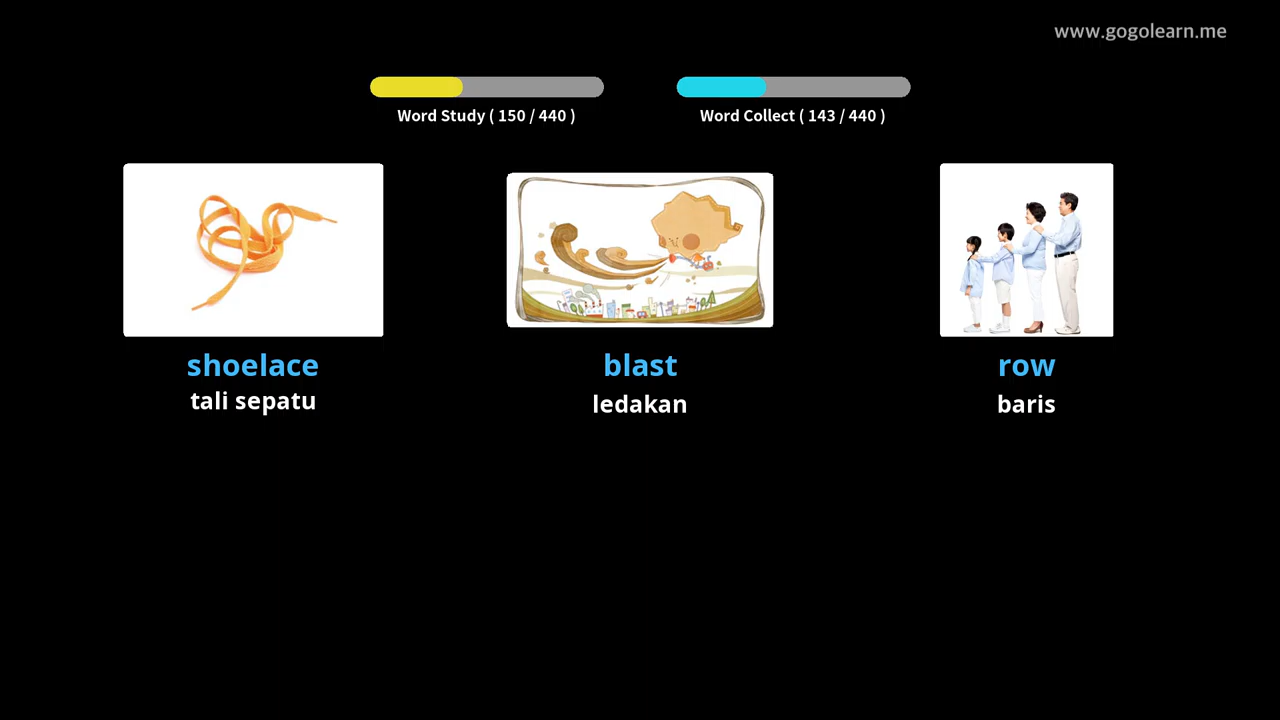 www.gogolearn.me
Word Study ( 150 / 440 )
Word Collect ( 143 / 440 )
shoelace
blast
row
tali sepatu
ledakan
baris